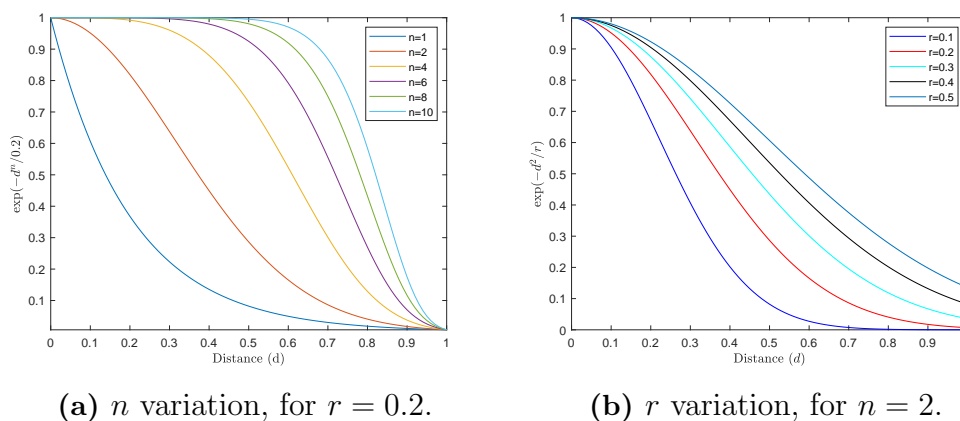 1
0.9
0.8
0.7
0.6
0.5
0.4
0.3
0.2
0.1
exp(−dⁿ/0.2)
0 0.1 0.2 0.3 0.4 0.5 0.6 0.7 0.8 0.9 1
Distance (d)
n=1
n=2
n=4
n=6
n=8
n=10
(a) n variation, for r = 0.2.
1
0.9
0.8
0.7
0.6
0.5
0.4
0.3
0.2
0.1
0
exp(−d²/r)
0 0.1 0.2 0.3 0.4 0.5 0.6 0.7 0.8 0.9
Distance (d)
r=0.1
r=0.2
r=0.3
r=0.4
r=0.5
(b) r variation, for n = 2.